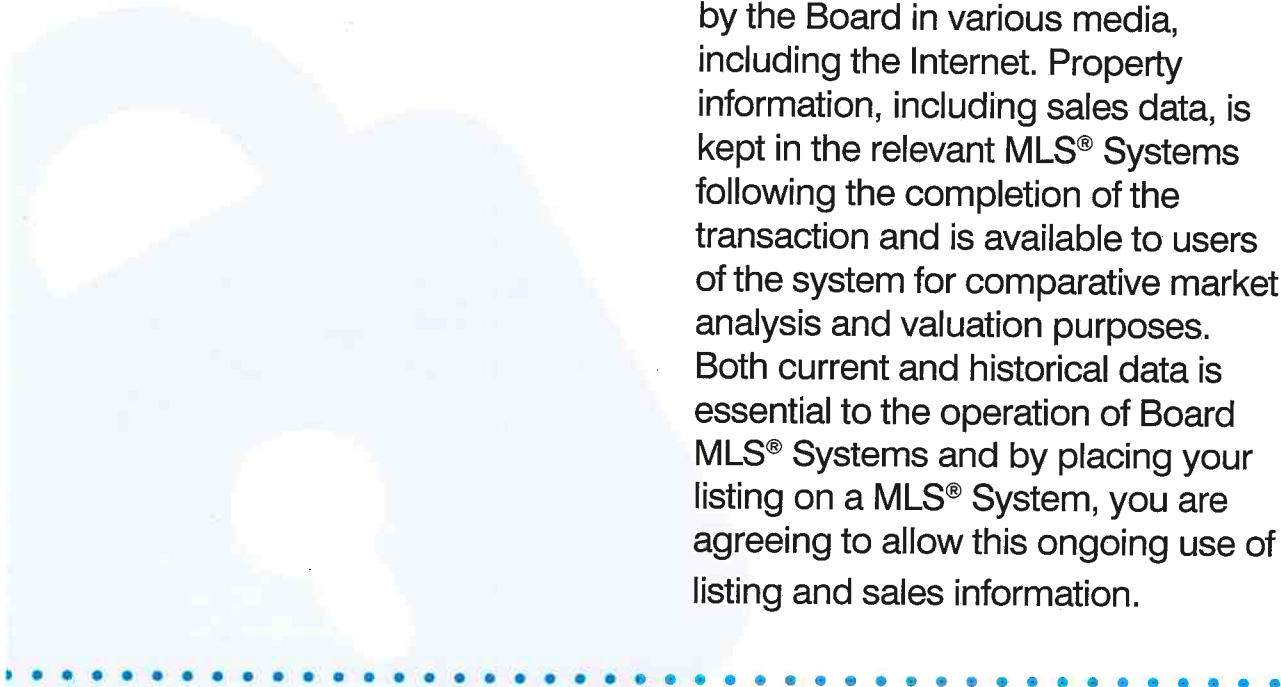 by the Board in various media,
including the Internet. Property
information, including sales data, is
kept in the relevant MLS® Systems
following the completion of the
transaction and is available to users
of the system for comparative market
analysis and valuation purposes.
Both current and historical data is
essential to the operation of Board
MLS® Systems and by placing your
listing on a MLS® System, you are
agreeing to allow this ongoing use of
listing and sales information.